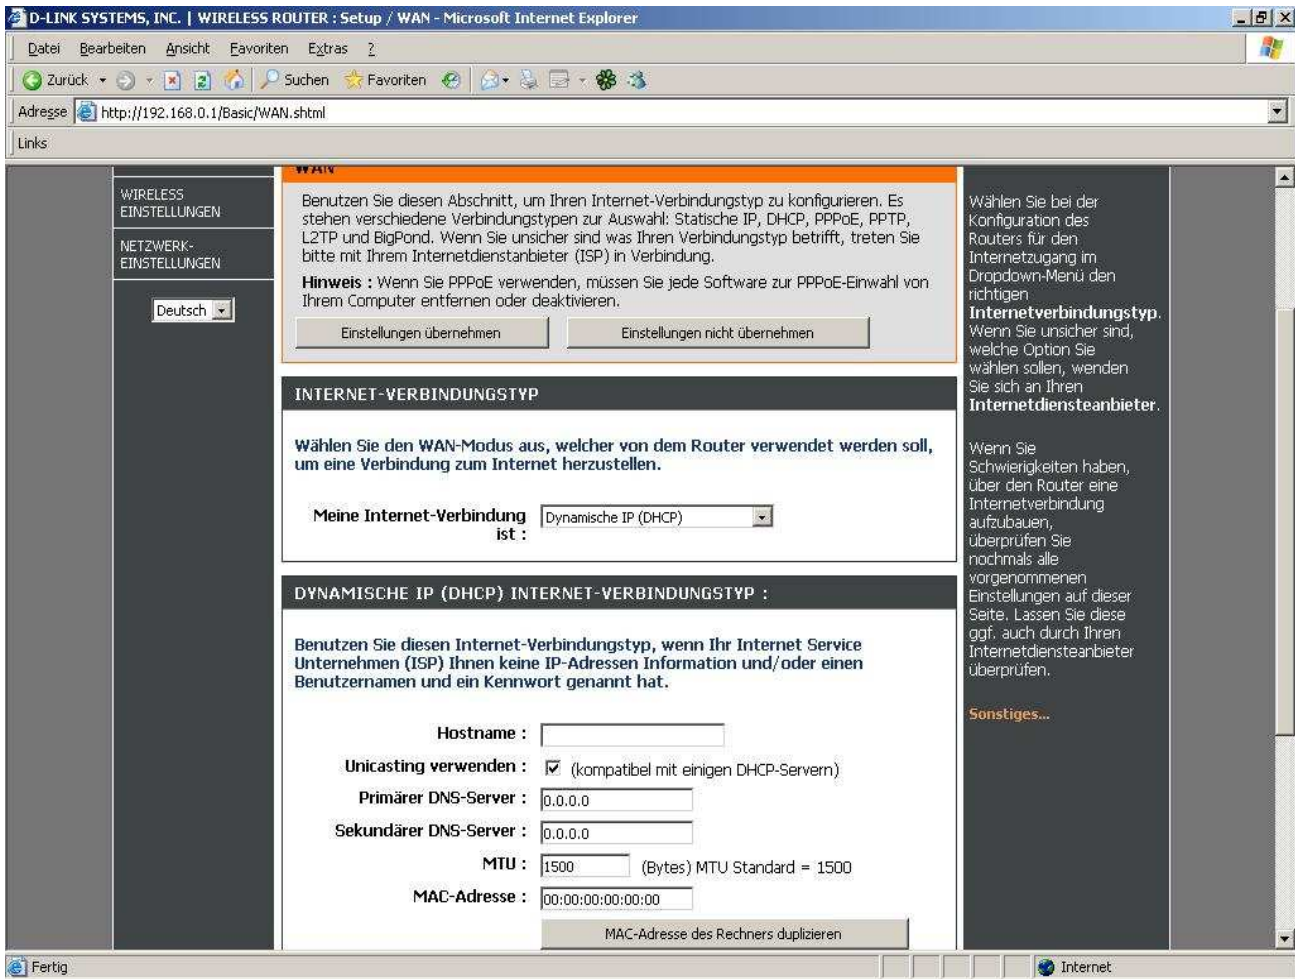 D-LINK SYSTEMS, INC. | WIRELESS ROUTER : Setup / WAN - Microsoft Internet Explorer
Datei Bearbeiten Ansicht Favoriten Extras ?
Zurück Suchen Favoriten
Adresse http://192.168.0.1/Basic/WAN.shtml
Links
WIRELESS
EINSTELLUNGEN
NETZWERK-
EINSTELLUNGEN
Deutsch
WAN
Benutzen Sie diesen Abschnitt, um Ihren Internet-Verbindungstyp zu konfigurieren. Es
stehen verschiedene Verbindungstypen zur Auswahl: Statische IP, DHCP, PPPoE, PPTP,
L2TP und BigPond. Wenn Sie unsicher sind was Ihren Verbindungstyp betrifft, treten Sie
bitte mit Ihrem Internetdienstanbieter (ISP) in Verbindung.
Hinweis : Wenn Sie PPPoE verwenden, müssen Sie jede Software zur PPPoE-Einwahl von
Ihrem Computer entfernen oder deaktivieren.
Einstellungen übernehmen Einstellungen nicht übernehmen
INTERNET-VERBINDUNGSTYP
Wählen Sie den WAN-Modus aus, welcher von dem Router verwendet werden soll,
um eine Verbindung zum Internet herzustellen.
Meine Internet-Verbindung
ist : Dynamische IP (DHCP)
DYNAMISCHE IP (DHCP) INTERNET-VERBINDUNGSTYP :
Benutzen Sie diesen Internet-Verbindungstyp, wenn Ihr Internet Service
Unternehmen (ISP) Ihnen keine IP-Adressen Information und/oder einen
Benutzernamen und ein Kennwort genannt hat.
Hostname :
Unicasting verwenden : (kompatibel mit einigen DHCP-Servern)
Primärer DNS-Server : 0.0.0.0
Sekundärer DNS-Server : 0.0.0.0
MTU : 1500 (Bytes) MTU Standard = 1500
MAC-Adresse : 00:00:00:00:00:00
MAC-Adresse des Rechners duplizieren
Wählen Sie bei der
Konfiguration des
Routers für den
Internetzugang im
Dropdown-Menü den
richtigen
Internetverbindungstyp.
Wenn Sie unsicher sind,
welche Option Sie
wählen sollen, wenden
Sie sich an Ihren
Internetdiensteanbieter.
Wenn Sie
Schwierigkeiten haben,
über den Router eine
Internetverbindung
aufzubauen,
überprüfen Sie
nochmals alle
vorgenommenen
Einstellungen auf dieser
Seite. Lassen Sie diese
ggf. auch durch Ihren
Internetdiensteanbieter
überprüfen.
Sonstiges...
Fertig Internet